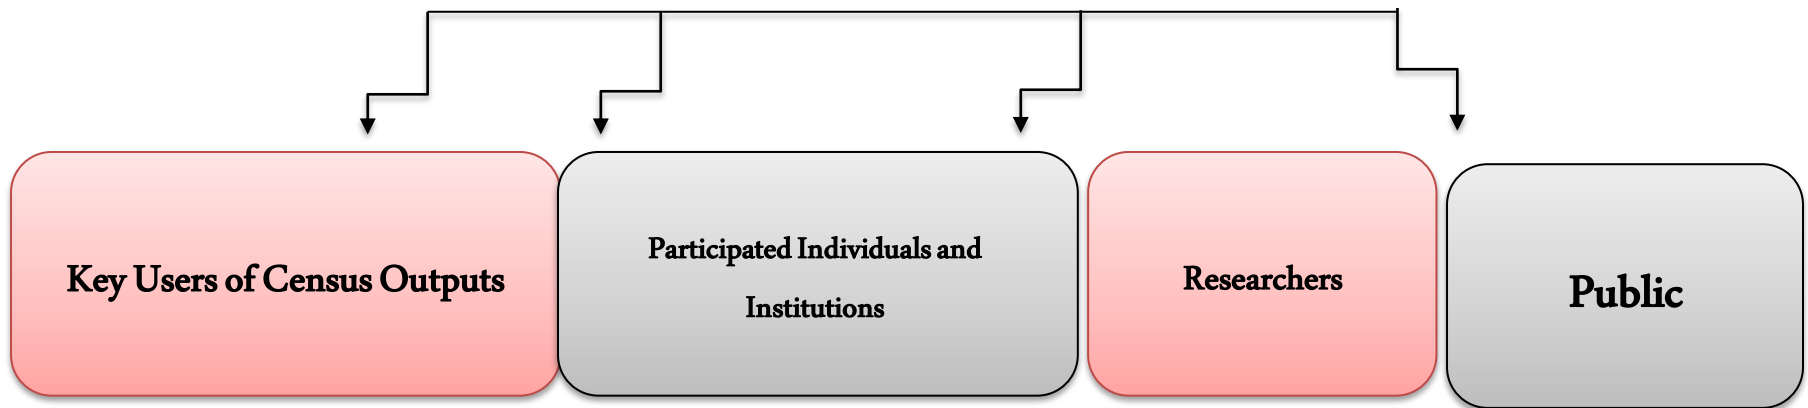 Key Users of Census Outputs
Participated Individuals and
Institutions
Researchers
Public